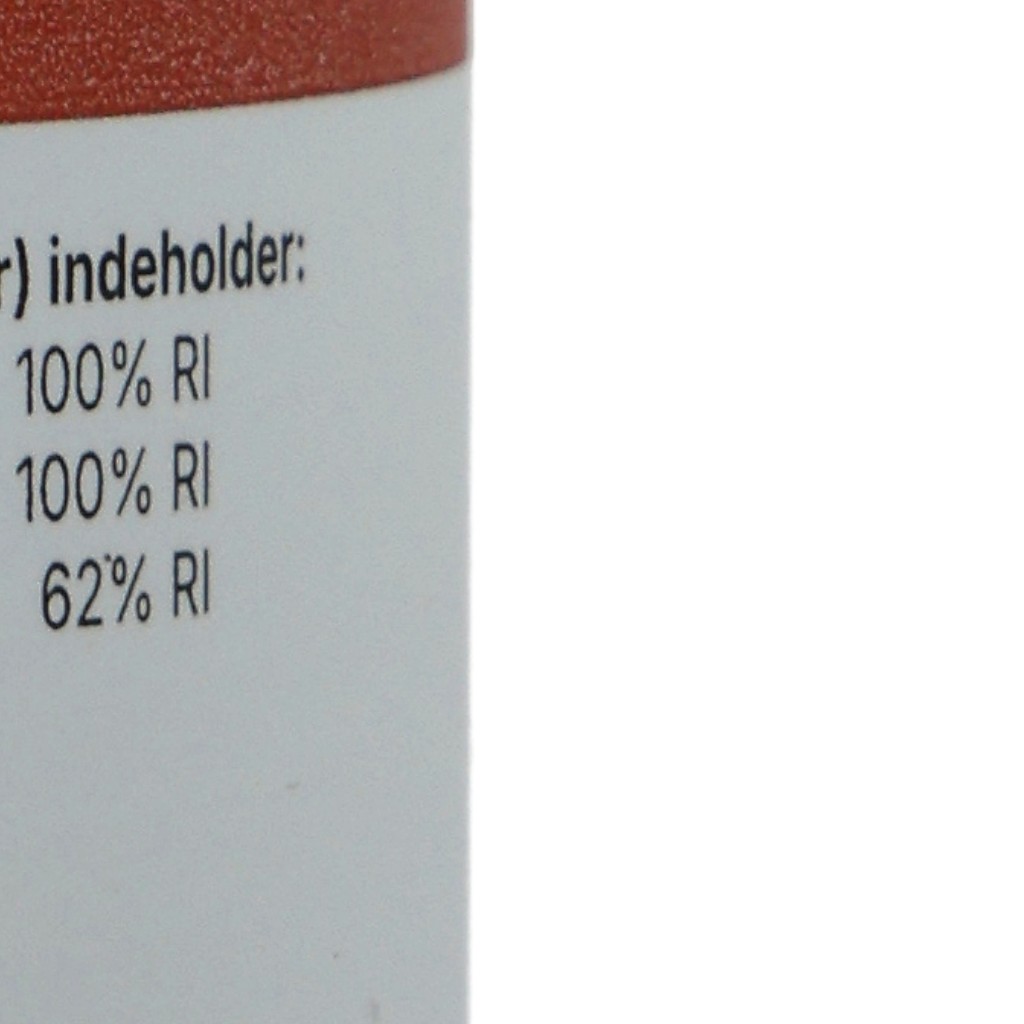 r) indeholder:
100% RI
100% RI
62% RI